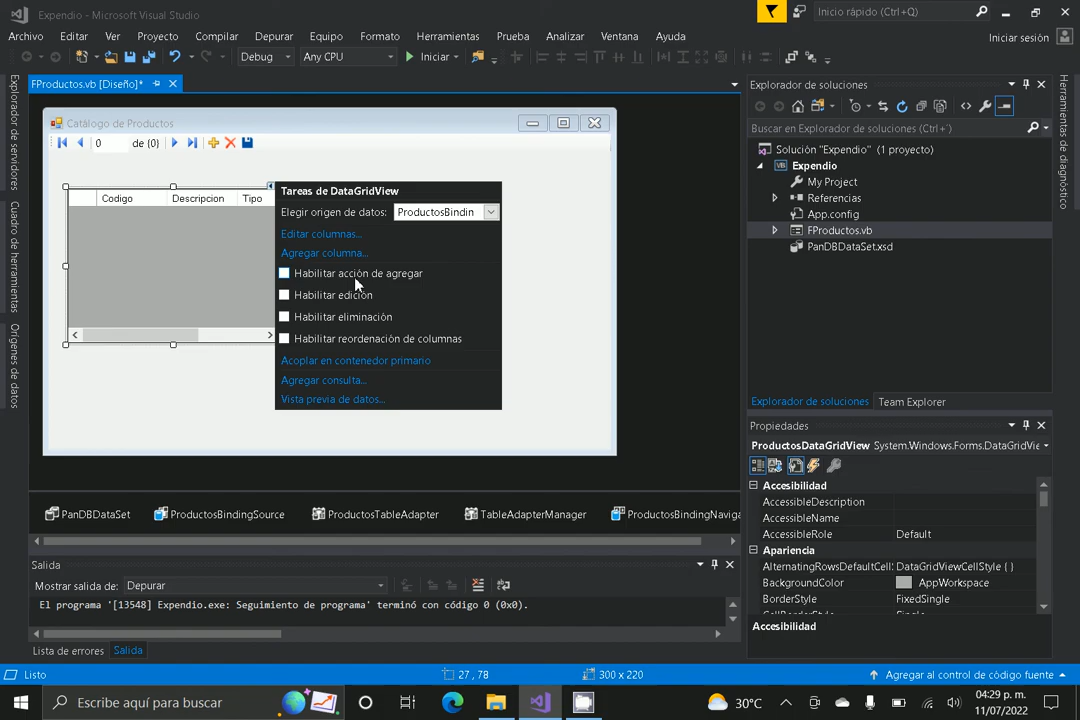 Expendio - Microsoft Visual Studio
Inicio rápido (Ctrl+Q)
Archivo Editar Ver Proyecto Compilar Depurar Equipo Formato Herramientas Prueba Analizar Ventana Ayuda
Iniciar sesión
Debug Any CPU Iniciar
FProductos.vb [Diseño]*
Explorador de servidores
Cuadro de herramientas
Orígenes de datos
Catálogo de Productos
0 de {0}
Codigo Descripcion Tipo
Tareas de DataGridView
Elegir origen de datos: ProductosBindin
Editar columnas...
Agregar columna...
Habilitar acción de agregar
Habilitar edición
Habilitar eliminación
Habilitar reordenación de columnas
Acoplar en contenedor primario
Agregar consulta...
Vista previa de datos...
PanDBDataSet ProductosBindingSource ProductosTableAdapter TableAdapterManager ProductosBindingNaviga
Salida
Mostrar salida de: Depurar
El programa '[13548] Expendio.exe: Seguimiento de programa' terminó con código 0 (0x0).
Lista de errores Salida
Explorador de soluciones
Buscar en Explorador de soluciones (Ctrl+´)
Solución "Expendio" (1 proyecto)
VB Expendio
My Project
Referencias
App.config
FProductos.vb
PanDBDataSet.xsd
Explorador de soluciones Team Explorer
Herramientas de diagnóstico
Propiedades
ProductosDataGridView System.Windows.Forms.DataGridVie
Accesibilidad
AccessibleDescription
AccessibleName
AccessibleRole Default
Apariencia
AlternatingRowsDefaultCell: DataGridViewCellStyle { }
BackgroundColor AppWorkspace
BorderStyle FixedSingle
Accesibilidad
Listo 27 , 78 300 x 220 Agregar al control de código fuente
Escribe aquí para buscar
30°C
04:29 p. m.
11/07/2022